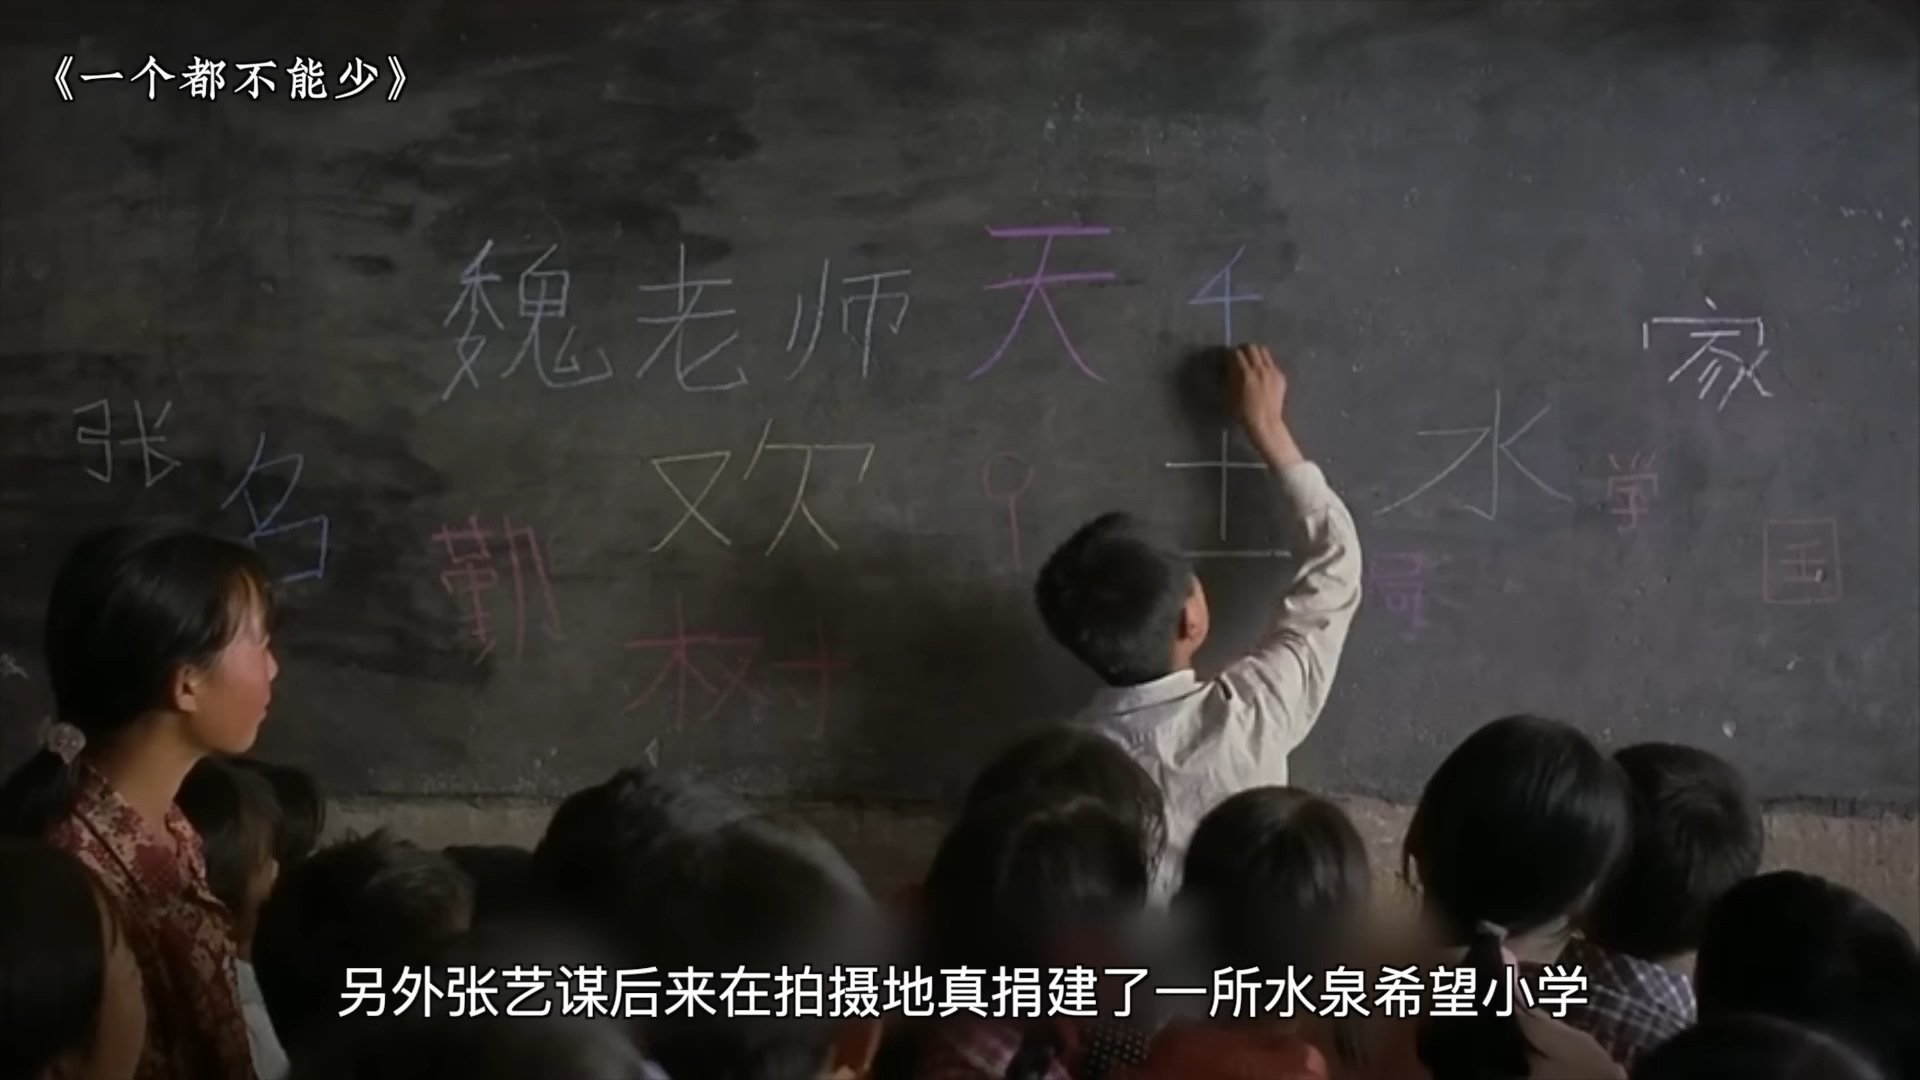 《一个都不能少》
魏老师天千
家
张名欢土水学
勤哥国
树
另外张艺谋后来在拍摄地真捐建了一所水泉希望小学